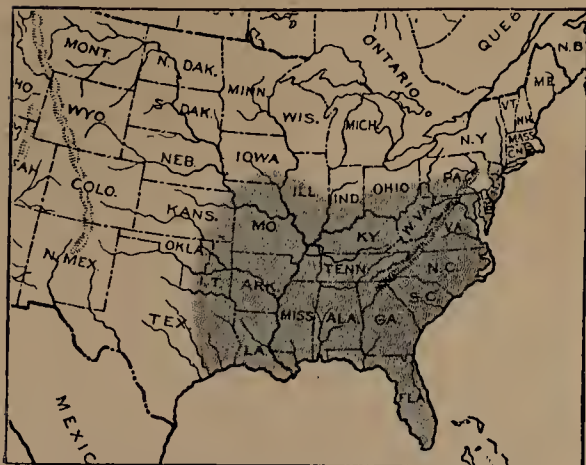 QUE
ONTARIO
N.B
ME.
MONT.
N. DAK.
MINN.
VT.
N.H.
WIS.
MICH.
N.Y
MASS
S. DAK.
WYO.
IOWA
PA.
NEB.
ILL.
IND.
OHIO
COLO.
KANS.
MO.
KY.
W. VA.
VA.
N. MEX.
OKLA.
I.T.
ARK.
TENN.
N.C.
S.C.
TEX.
MISS.
ALA.
GA.
LA.
FLA.
MEXICO